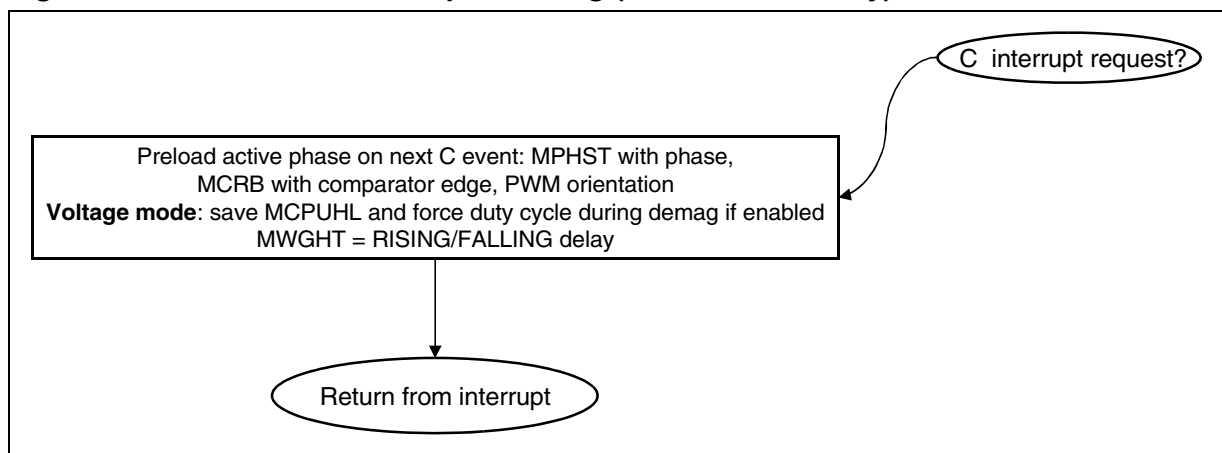 C interrupt request?
Preload active phase on next C event: MPHST with phase,
MCRB with comparator edge, PWM orientation
Voltage mode: save MCPUHL and force duty cycle during demag if enabled
MWGHT = RISING/FALLING delay
Return from interrupt